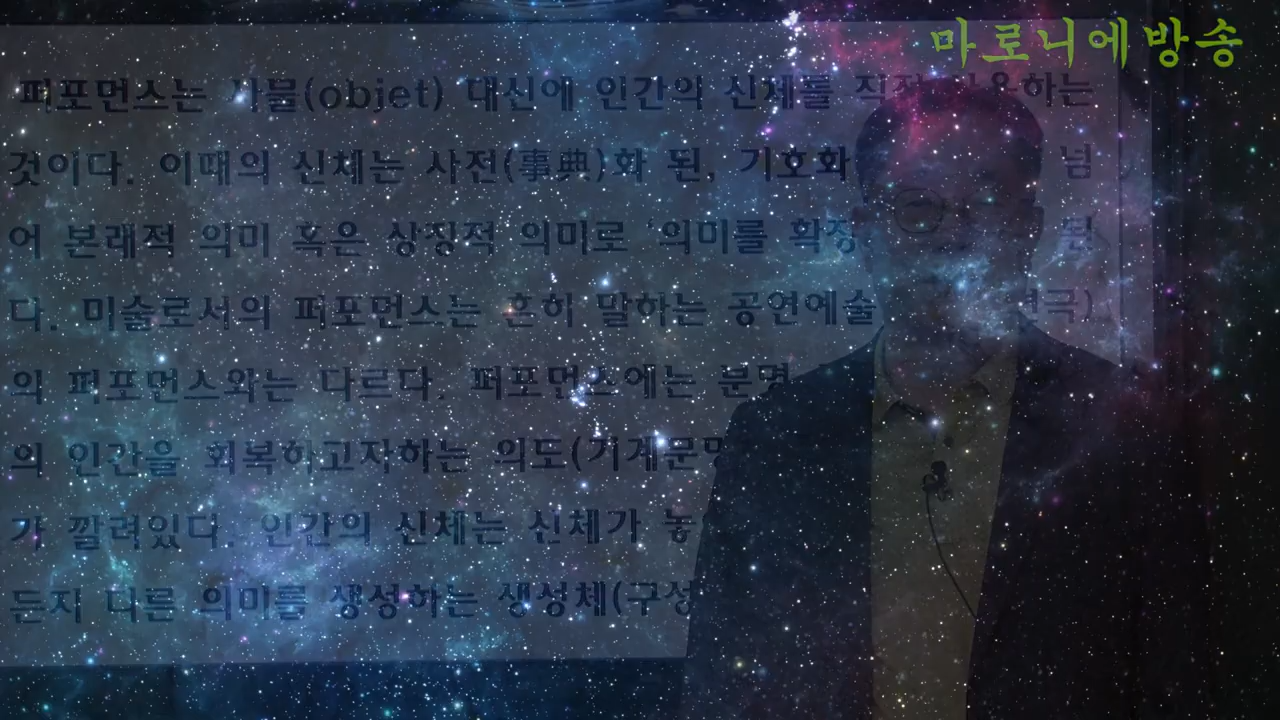 마로니에방송
퍼포먼스는 사물(objet) 대신에 인간의 신체를 직접 사용하는
것이다. 이때의 신체는 사전(事典)화 된, 기호화 넘
어 본래적 의미 혹은 상징적 의미로 '의미를 확장 된
다. 미술로서의 퍼포먼스는 흔히 말하는 공연예술 연극)
의 퍼포먼스와는 다르다. 퍼포먼스에는 분명
의 인간을 회복하고자하는 의도(기계문명
가 깔려있다. 인간의 신체는 신체가 놓
든지 다른 의미를 생성하는 생성체(구성